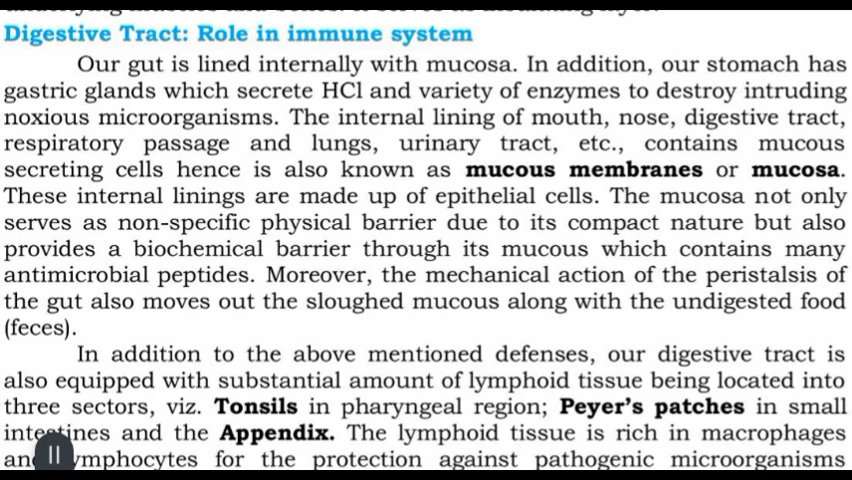 Digestive Tract: Role in immune system
Our gut is lined internally with mucosa. In addition, our stomach has
gastric glands which secrete HCl and variety of enzymes to destroy intruding
noxious microorganisms. The internal lining of mouth, nose, digestive tract,
respiratory passage and lungs, urinary tract, etc., contains mucous
secreting cells hence is also known as mucous membranes or mucosa.
These internal linings are made up of epithelial cells. The mucosa not only
serves as non-specific physical barrier due to its compact nature but also
provides a biochemical barrier through its mucous which contains many
antimicrobial peptides. Moreover, the mechanical action of the peristalsis of
the gut also moves out the sloughed mucous along with the undigested food
(feces).
In addition to the above mentioned defenses, our digestive tract is
also equipped with substantial amount of lymphoid tissue being located into
three sectors, viz. Tonsils in pharyngeal region; Peyer's patches in small
intestines and the Appendix. The lymphoid tissue is rich in macrophages
and lymphocytes for the protection against pathogenic microorganisms